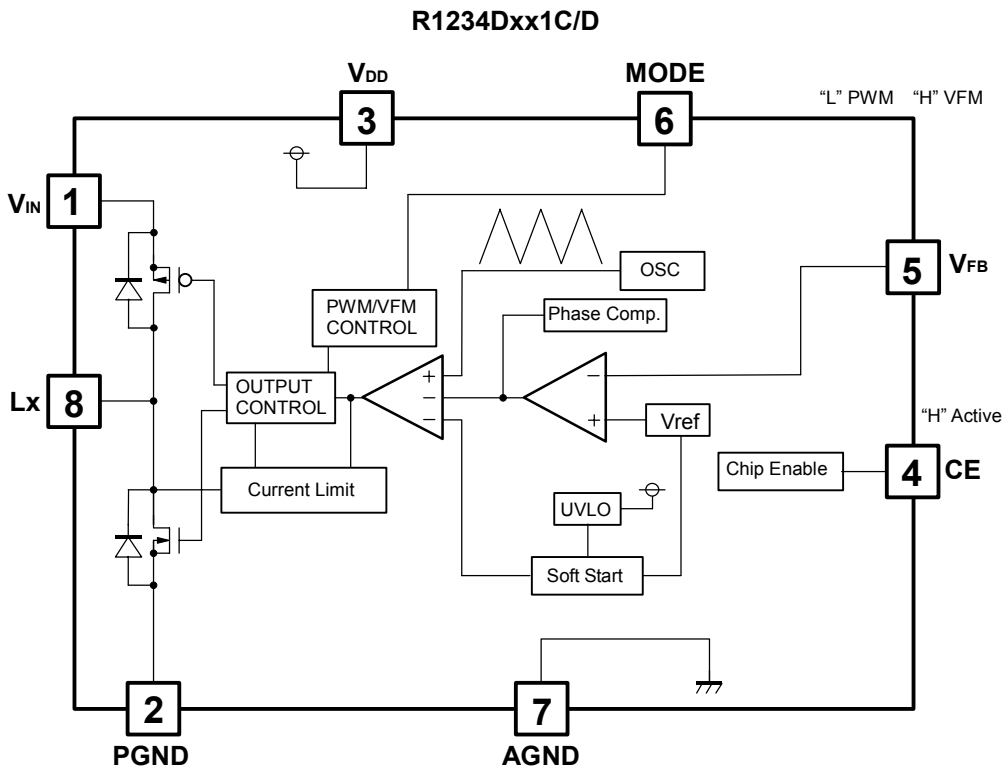 R1234Dxx1C/D
VDD
MODE
"L" PWM "H" VFM
3
6
VIN
1
OSC
5
VFB
PWM/VFM
CONTROL
Phase Comp.
+
−
−
−
+
Lx
8
OUTPUT
CONTROL
Vref
"H" Active
Chip Enable
4
CE
Current Limit
UVLO
Soft Start
2
7
PGND
AGND